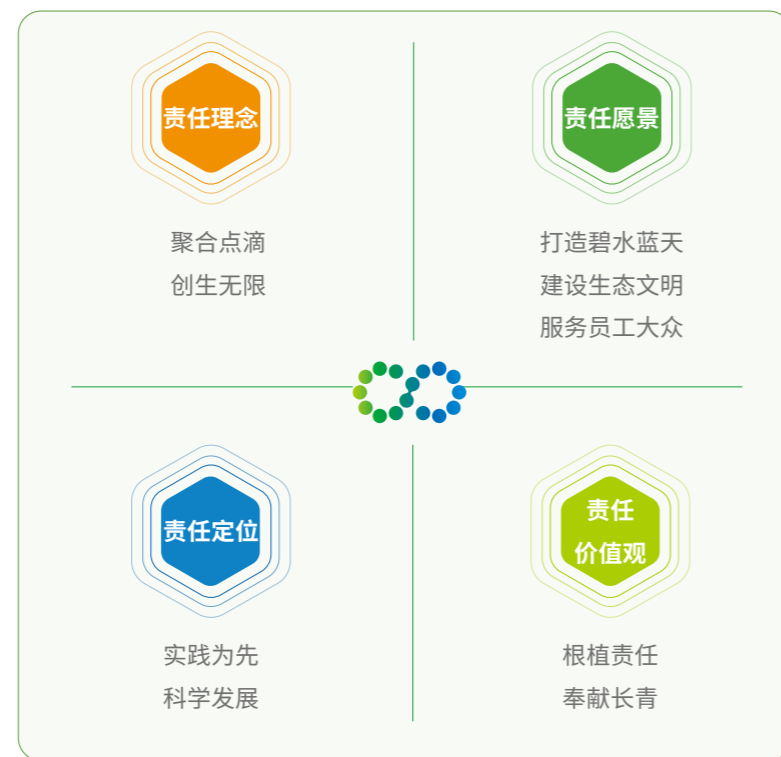 责任理念
聚合点滴
创生无限
责任愿景
打造碧水蓝天
建设生态文明
服务员工大众
责任定位
实践为先
科学发展
责任
价值观
根植责任
奉献长青